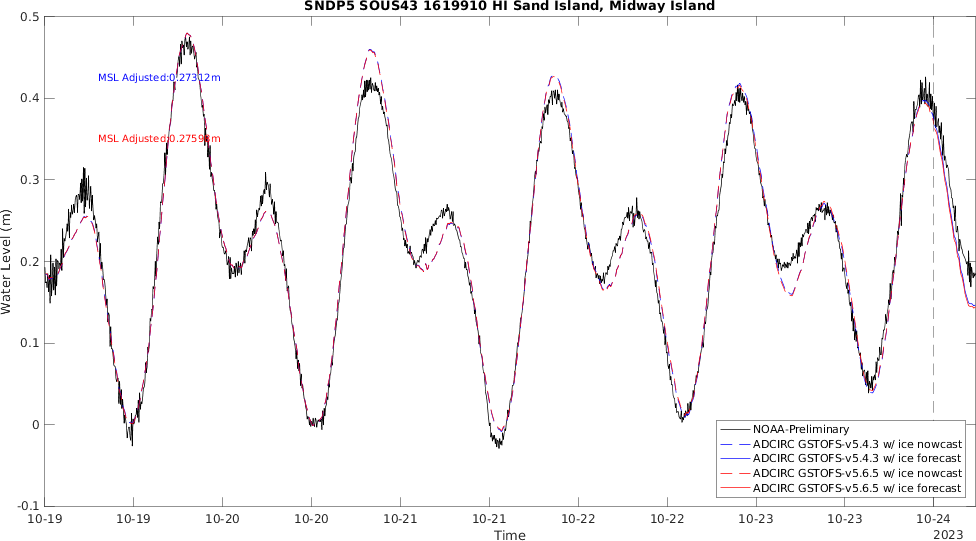 SNDP5 SOUS43 1619910 HI Sand Island, Midway Island
0.5
0.4
0.3
0.2
0.1
0
-0.1
Water Level (m)
MSL Adjusted:0.27312m
MSL Adjusted:0.2759
NOAA-Preliminary
ADCIRC GSTOFS-v5.4.3 w/ ice nowcast
ADCIRC GSTOFS-v5.4.3 w/ ice forecast
ADCIRC GSTOFS-v5.6.5 w/ ice nowcast
ADCIRC GSTOFS-v5.6.5 w/ ice forecast
10-19 10-19 10-20 10-20 10-21 10-21 10-22 10-22 10-23 10-23 10-24
Time
2023